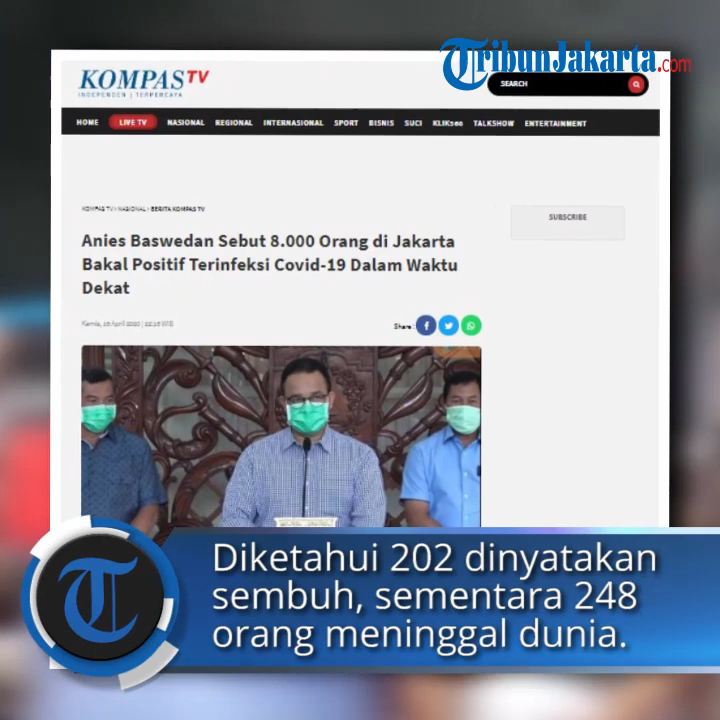 TribunJakarta.com
KOMPAS TV
INDEPENDEN | TERPERCAYA
SEARCH
HOME LIVE TV NASIONAL REGIONAL INTERNASIONAL SPORT BISNIS SUCI KLIK360 TALKSHOW ENTERTAINMENT
KOMPAS TV › NASIONAL › BERITA KOMPAS TV
SUBSCRIBE
Anies Baswedan Sebut 8.000 Orang di Jakarta
Bakal Positif Terinfeksi Covid-19 Dalam Waktu
Dekat
Share :
T
Diketahui 202 dinyatakan
sembuh, sementara 248
orang meninggal dunia.